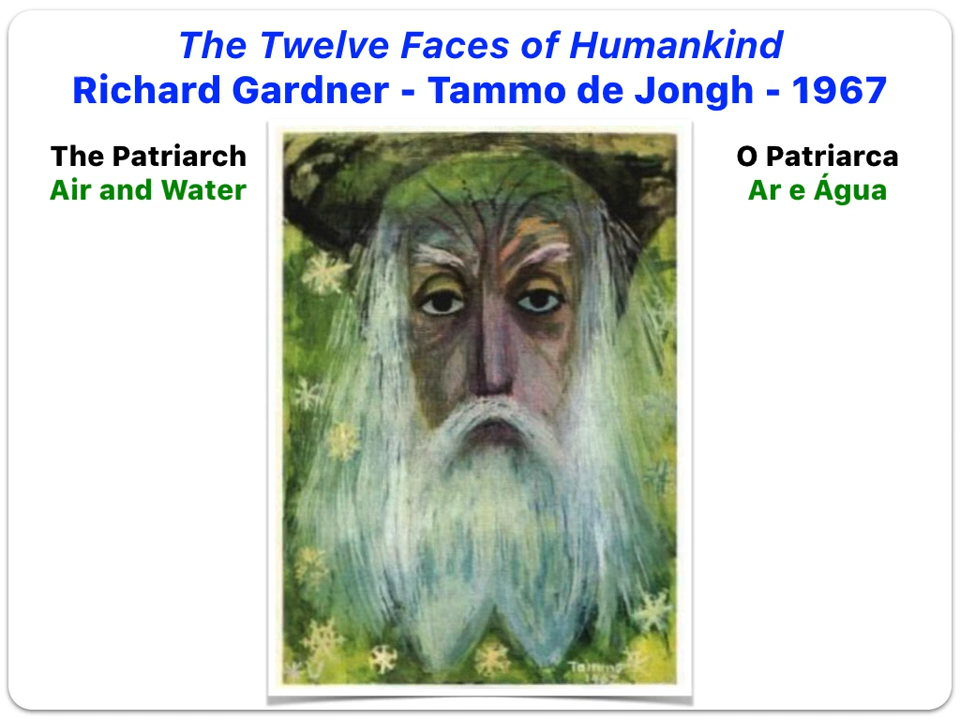 The Twelve Faces of Humankind
Richard Gardner - Tammo de Jongh - 1967
The Patriarch
Air and Water
O Patriarca
Ar e Água
Tammo
1967